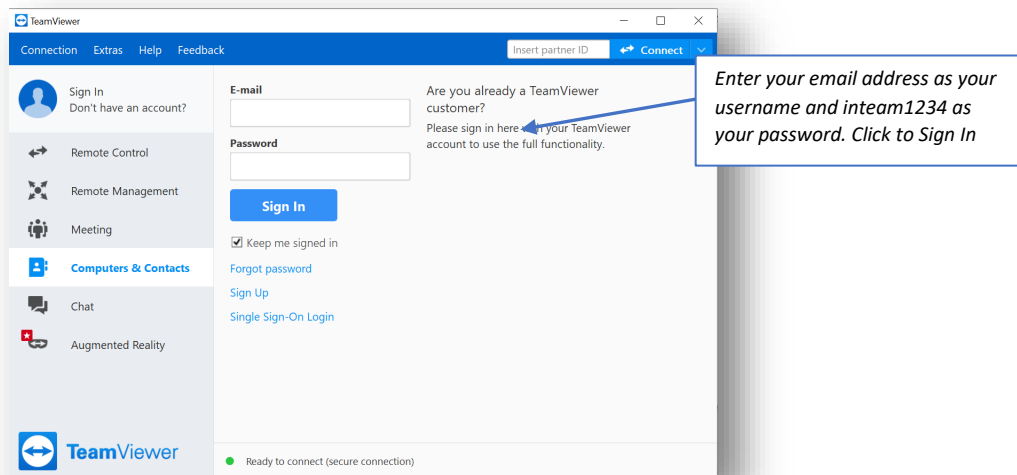 TeamViewer
Connection Extras Help Feedback
Insert partner ID
Connect
Sign In
Don't have an account?
Remote Control
Remote Management
Meeting
Computers & Contacts
Chat
Augmented Reality
TeamViewer
E-mail
Password
Sign In
Keep me signed in
Forgot password
Sign Up
Single Sign-On Login
Are you already a TeamViewer
customer?
Please sign in here with your TeamViewer
account to use the full functionality.
Ready to connect (secure connection)
Enter your email address as your
username and inteam1234 as
your password. Click to Sign In